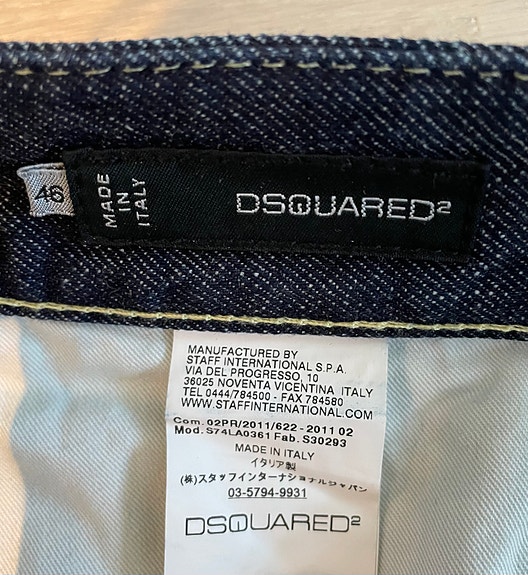 46
MADE
IN
ITALY
DSQUARED²
MANUFACTURED BY
STAFF INTERNATIONAL S.P.A.
VIA DEL PROGRESSO, 10
36025 NOVENTA VICENTINA ITALY
TEL 0444/784500 - FAX 784580
WWW.STAFFINTERNATIONAL.COM
Com. 02PR/2011/622 - 2011 02
Mod. S74LA0361 Fab. S30293
MADE IN ITALY
イタリア製
(株)スタッフインターナショナルジャパン
03-5794-9931
DSQUARED²